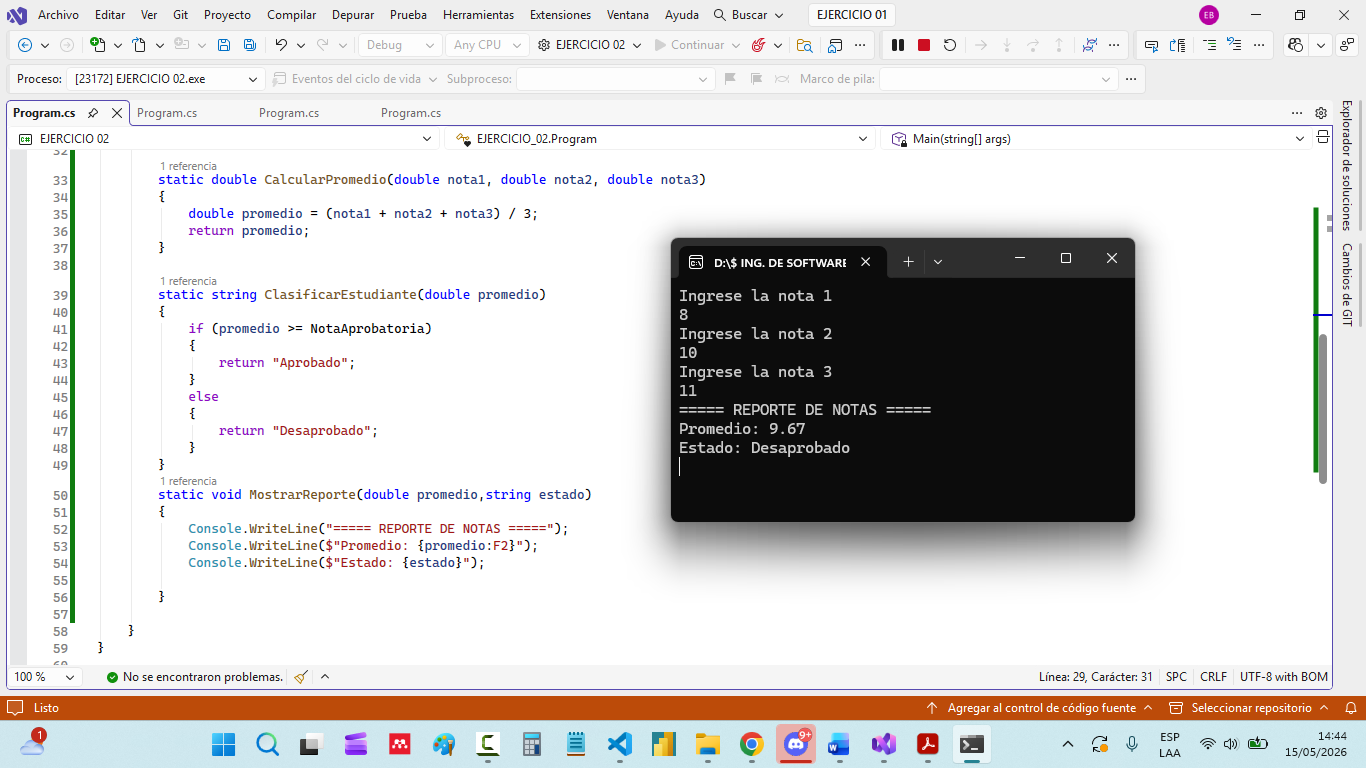 Archivo Editar Ver Git Proyecto Compilar Depurar Prueba Herramientas Extensiones Ventana Ayuda Buscar EJERCICIO 01 EB
Debug Any CPU EJERCICIO 02 Continuar
Proceso: [23172] EJERCICIO 02.exe Eventos del ciclo de vida Subproceso: Marco de pila:
Program.cs Program.cs Program.cs Program.cs
EJERCICIO 02 EJERCICIO_02.Program Main(string[] args)
32
1 referencia
33 static double CalcularPromedio(double nota1, double nota2, double nota3)
34 {
35 double promedio = (nota1 + nota2 + nota3) / 3;
36 return promedio;
37 }
38
1 referencia
39 static string ClasificarEstudiante(double promedio)
40 {
41 if (promedio >= NotaAprobatoria)
42 {
43 return "Aprobado";
44 }
45 else
46 {
47 return "Desaprobado";
48 }
49 }
1 referencia
50 static void MostrarReporte(double promedio,string estado)
51 {
52 Console.WriteLine("===== REPORTE DE NOTAS =====");
53 Console.WriteLine($"Promedio: {promedio:F2}");
54 Console.WriteLine($"Estado: {estado}");
55
56 }
57
58 }
59 }
60
D:\$ ING. DE SOFTWARE
Ingrese la nota 1
8
Ingrese la nota 2
10
Ingrese la nota 3
11
===== REPORTE DE NOTAS =====
Promedio: 9.67
Estado: Desaprobado
Explorador de soluciones
Cambios de GIT
100 % No se encontraron problemas. Línea: 29, Carácter: 31 SPC CRLF UTF-8 with BOM
Listo Agregar al control de código fuente Seleccionar repositorio
1 9+ ESP 14:44
LAA 15/05/2026